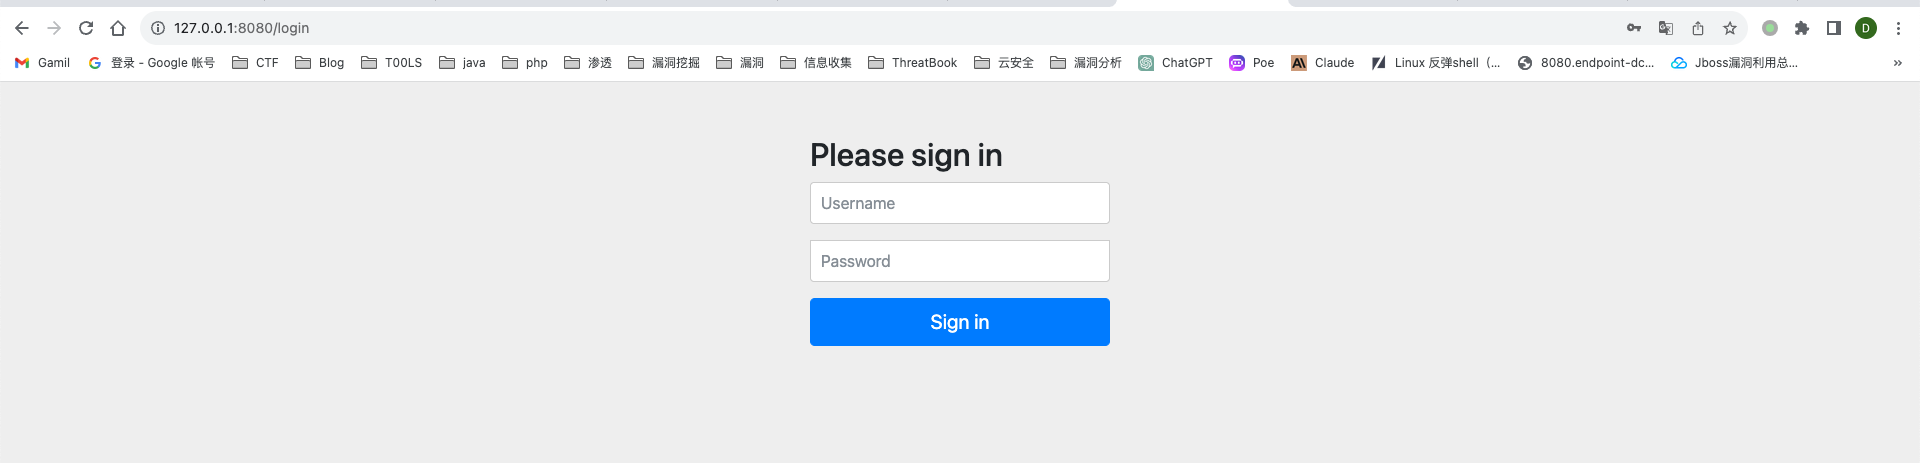 127.0.0.1:8080/login
D
Gamil 登录 - Google 帐号 CTF Blog T00LS java php 渗透 漏洞挖掘 漏洞 信息收集 ThreatBook 云安全 漏洞分析 ChatGPT Poe Claude Linux 反弹shell（... 8080.endpoint-dc... Jboss漏洞利用总... »
Please sign in
Username
Password
Sign in